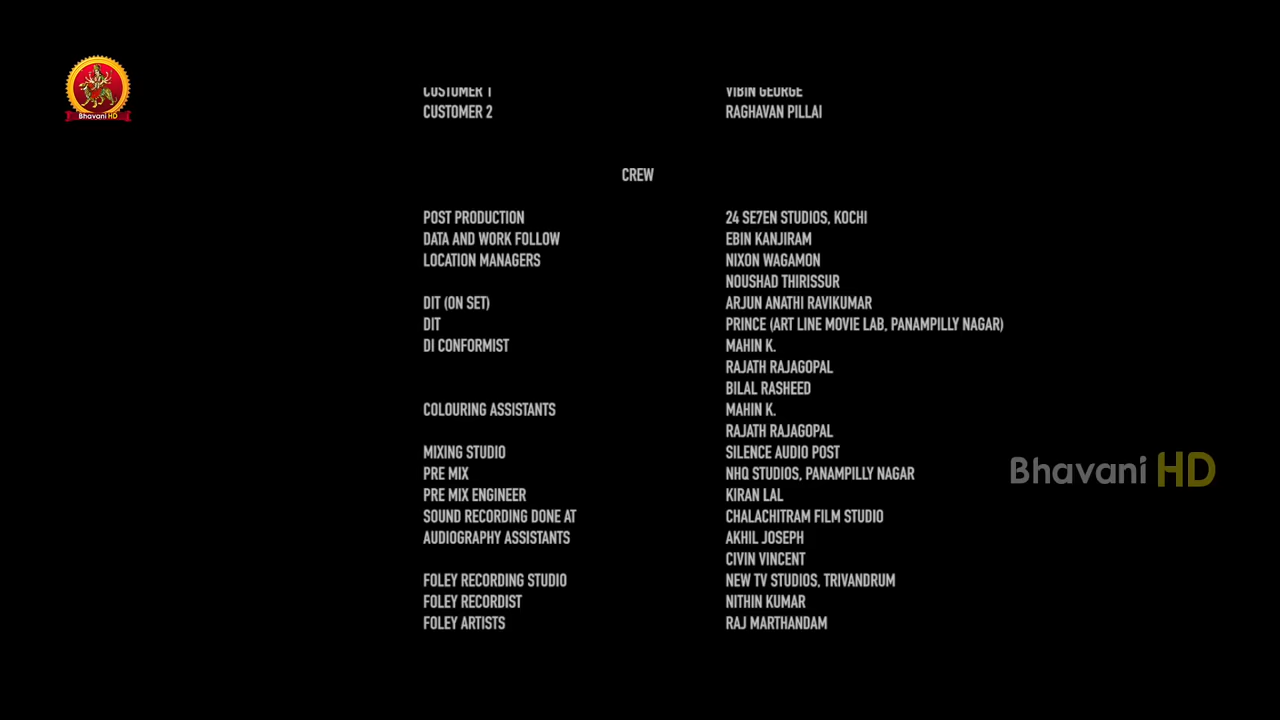 Bhavani HD
CUSTOMER 1 VIBIN GEORGE
CUSTOMER 2 RAGHAVAN PILLAI
CREW
POST PRODUCTION 24 SE7EN STUDIOS, KOCHI
DATA AND WORK FOLLOW EBIN KANJIRAM
LOCATION MANAGERS NIXON WAGAMON
NOUSHAD THIRISSUR
DIT (ON SET) ARJUN ANATHI RAVIKUMAR
DIT PRINCE (ART LINE MOVIE LAB, PANAMPILLY NAGAR)
DI CONFORMIST MAHIN K.
RAJATH RAJAGOPAL
BILAL RASHEED
COLOURING ASSISTANTS MAHIN K.
RAJATH RAJAGOPAL
MIXING STUDIO SILENCE AUDIO POST
PRE MIX NHQ STUDIOS, PANAMPILLY NAGAR
Bhavani HD
PRE MIX ENGINEER KIRAN LAL
SOUND RECORDING DONE AT CHALACHITRAM FILM STUDIO
AUDIOGRAPHY ASSISTANTS AKHIL JOSEPH
CIVIN VINCENT
FOLEY RECORDING STUDIO NEW TV STUDIOS, TRIVANDRUM
FOLEY RECORDIST NITHIN KUMAR
FOLEY ARTISTS RAJ MARTHANDAM